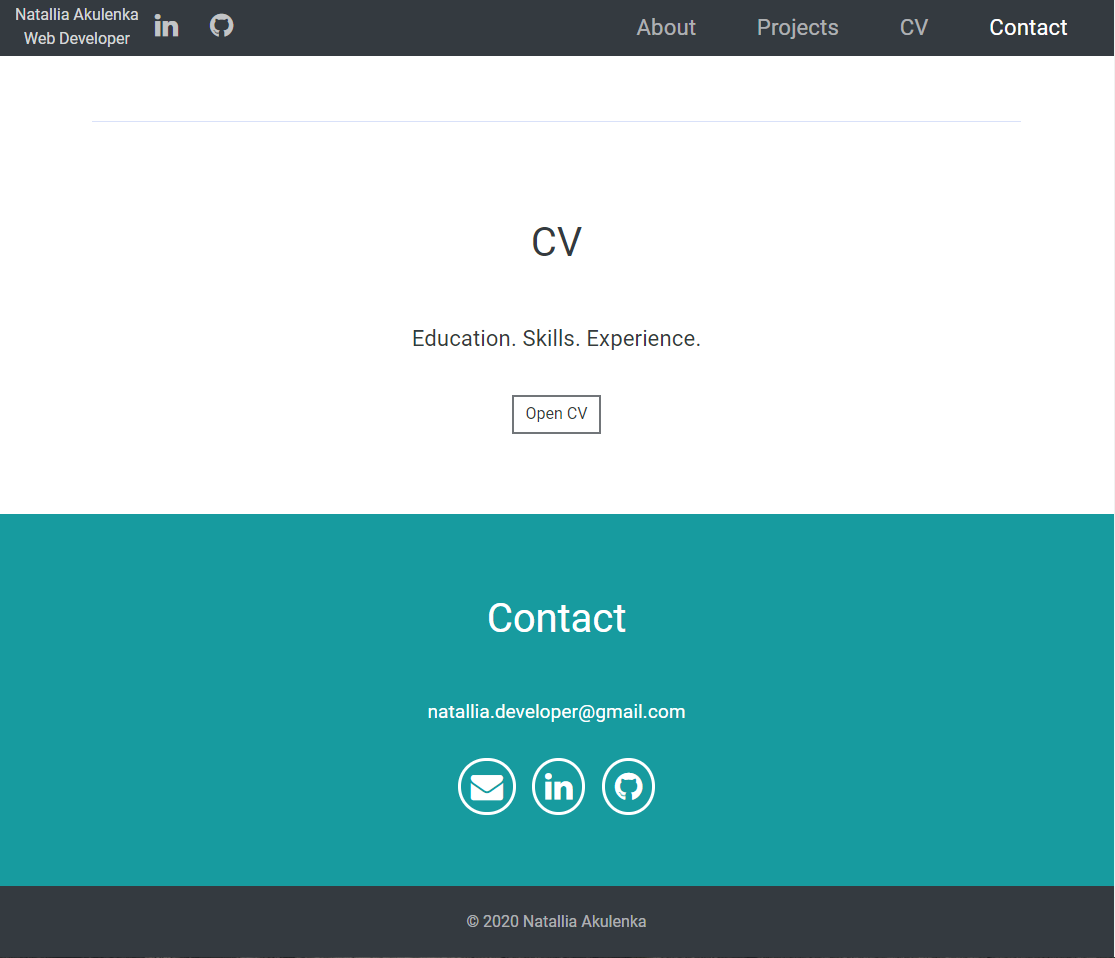 Natallia Akulenka
Web Developer
About Projects CV Contact
CV
Education. Skills. Experience.
Open CV
Contact
natallia.developer@gmail.com
© 2020 Natallia Akulenka